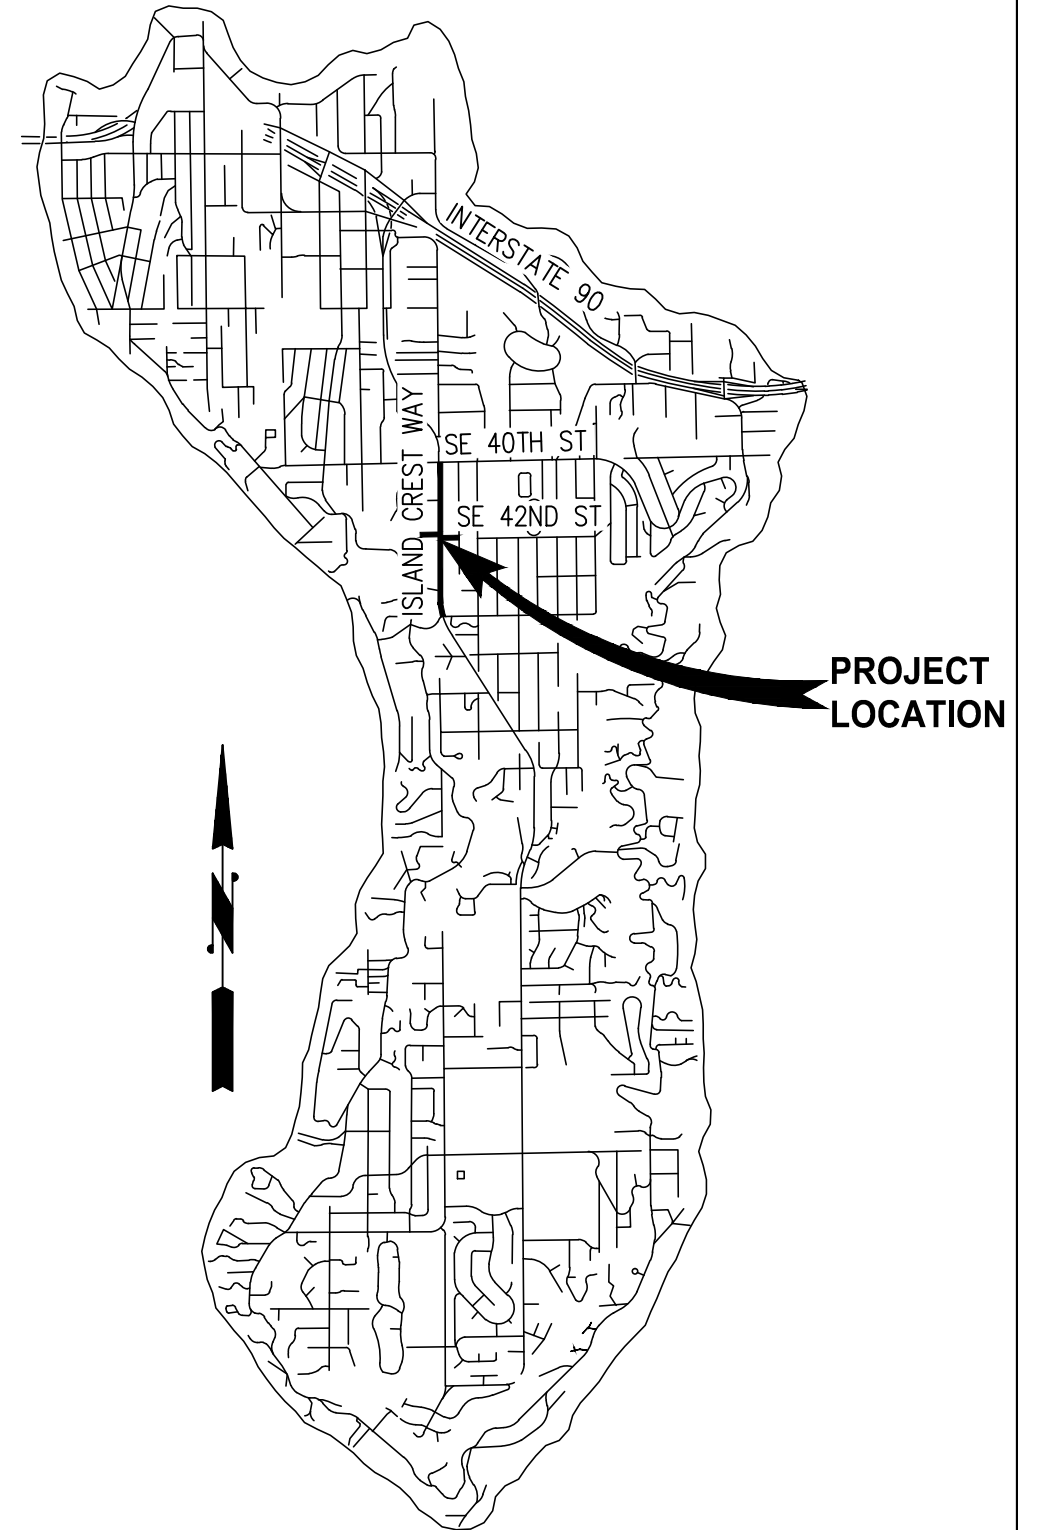 INTERSTATE 90
ISLAND CREST WAY
SE 40TH ST
SE 42ND ST
PROJECT
LOCATION
N